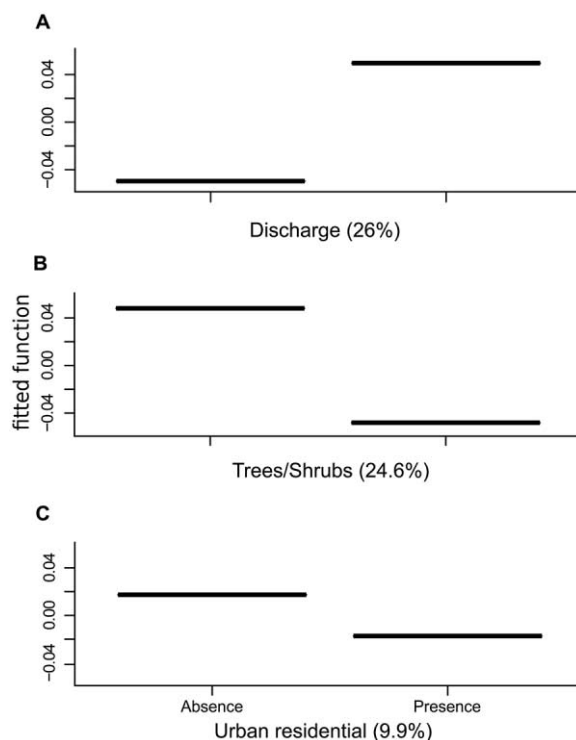 A
0.04
0.00
−0.04
Discharge (26%)
B
fitted function
0.04
0.00
−0.04
Trees/Shrubs (24.6%)
C
0.04
0.00
−0.04
Absence Presence
Urban residential (9.9%)